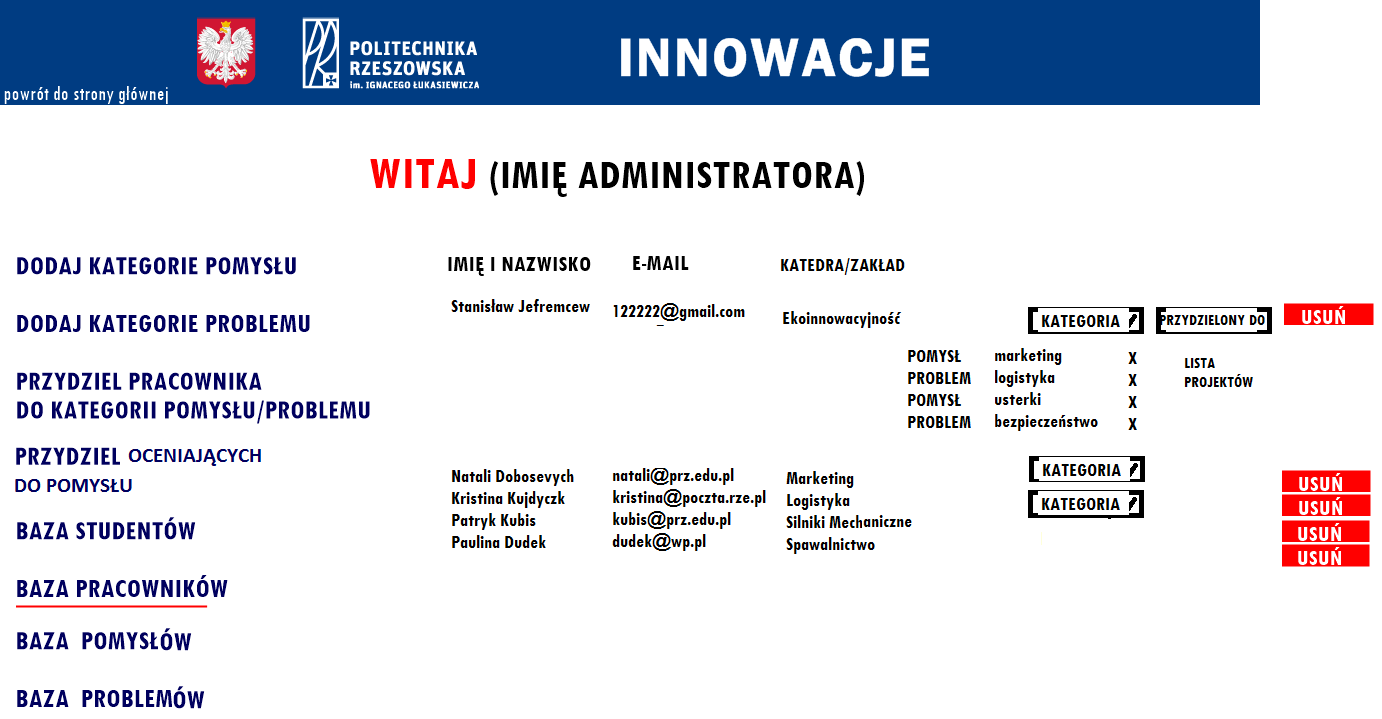 POLITECHNIKA
RZESZOWSKA
im. IGNACEGO ŁUKASIEWICZA
INNOWACJE
powrót do strony głównej
WITAJ (IMIĘ ADMINISTRATORA)
DODAJ KATEGORIE POMYSŁU
DODAJ KATEGORIE PROBLEMU
PRZYDZIEL PRACOWNIKA
DO KATEGORII POMYSŁU/PROBLEMU
PRZYDZIEL OCENIAJĄCYCH
DO POMYSŁU
BAZA STUDENTÓW
BAZA PRACOWNIKÓW
BAZA POMYSŁÓW
BAZA PROBLEMÓW
IMIĘ I NAZWISKO E-MAIL KATEDRA/ZAKŁAD
Stanisław Jefremcew 122222_@gmail.com Ekoinnowacyjność KATEGORIA PRZYDZIELONY DO USUŃ
POMYSŁ marketing X
PROBLEM logistyka X
POMYSŁ usterki X
PROBLEM bezpieczeństwo X
LISTA
PROJEKTÓW
Natali Dobosevych natali@prz.edu.pl Marketing KATEGORIA USUŃ
Kristina Kujdyczk kristina@poczta.rze.pl Logistyka KATEGORIA USUŃ
Patryk Kubis kubis@prz.edu.pl Silniki Mechaniczne USUŃ
Paulina Dudek dudek@wp.pl Spawalnictwo USUŃ